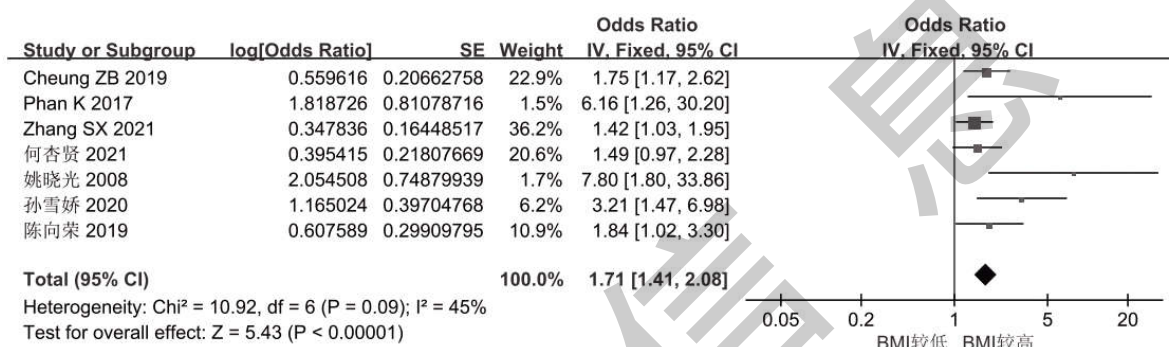 Odds Ratio Odds Ratio
Study or Subgroup log[Odds Ratio] SE Weight IV, Fixed, 95% CI IV, Fixed, 95% CI
Cheung ZB 2019 0.559616 0.20662758 22.9% 1.75 [1.17, 2.62]
Phan K 2017 1.818726 0.81078716 1.5% 6.16 [1.26, 30.20]
Zhang SX 2021 0.347836 0.16448517 36.2% 1.42 [1.03, 1.95]
何杏贤 2021 0.395415 0.21807669 20.6% 1.49 [0.97, 2.28]
姚晓光 2008 2.054508 0.74879939 1.7% 7.80 [1.80, 33.86]
孙雪娇 2020 1.165024 0.39704768 6.2% 3.21 [1.47, 6.98]
陈向荣 2019 0.607589 0.29909795 10.9% 1.84 [1.02, 3.30]
Total (95% CI) 100.0% 1.71 [1.41, 2.08]
Heterogeneity: Chi² = 10.92, df = 6 (P = 0.09); I² = 45%
Test for overall effect: Z = 5.43 (P < 0.00001)
0.05 0.2 1 5 20
BMI较低 BMI较高
信息